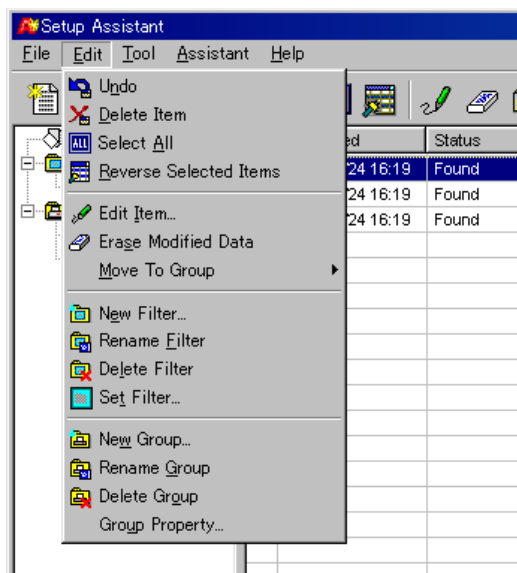 Setup Assistant
File Edit Tool Assistant Help
Undo
Delete Item
ALL Select All
Reverse Selected Items
Edit Item...
Erase Modified Data
Move To Group
New Filter...
Rename Filter
Delete Filter
Set Filter...
New Group...
Rename Group
Delete Group
Group Property...
ed Status
24 16:19 Found
24 16:19
24 16:19 Found